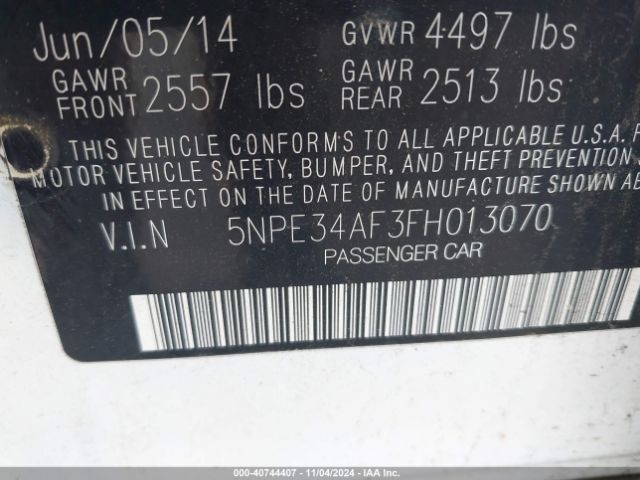 Jun/05/14 GVWR 4497 lbs
GAWR FRONT 2557 lbs GAWR REAR 2513 lbs
THIS VEHICLE CONFORMS TO ALL APPLICABLE U.S.A.
MOTOR VEHICLE SAFETY, BUMPER, AND THEFT PREVENTION
IN EFFECT ON THE DATE OF MANUFACTURE SHOWN
V.I.N 5NPE34AF3FH013070
PASSENGER CAR
000-40744407 - 11/04/2024 - IAA Inc.